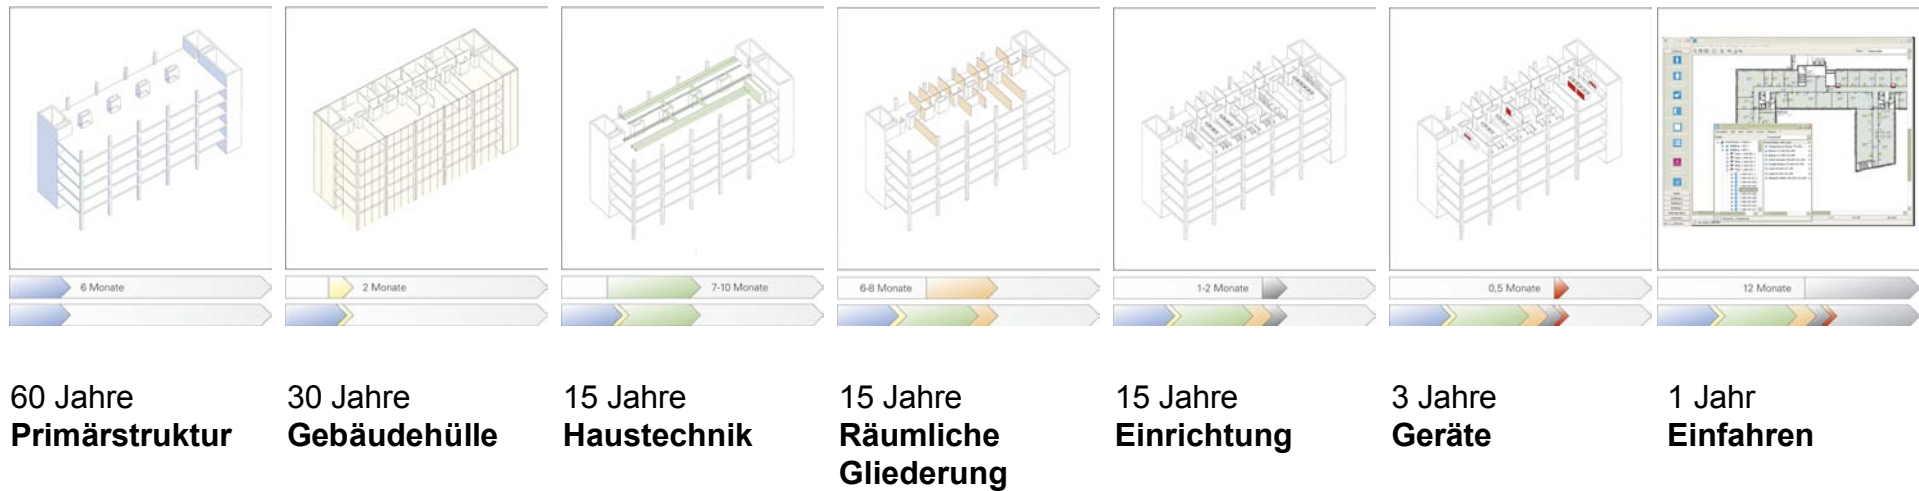 6 Monate
2 Monate
7-10 Monate
6-8 Monate
1-2 Monate
0,5 Monate
12 Monate
60 Jahre
Primärstruktur
30 Jahre
Gebäudehülle
15 Jahre
Haustechnik
15 Jahre
Räumliche
Gliederung
15 Jahre
Einrichtung
3 Jahre
Geräte
1 Jahr
Einfahren